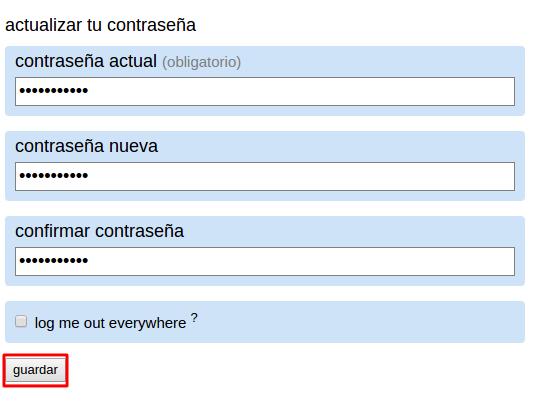 actualizar tu contraseña
contraseña actual (obligatorio)
•••••••••••
contraseña nueva
•••••••••••
confirmar contraseña
•••••••••••
log me out everywhere ?
guardar